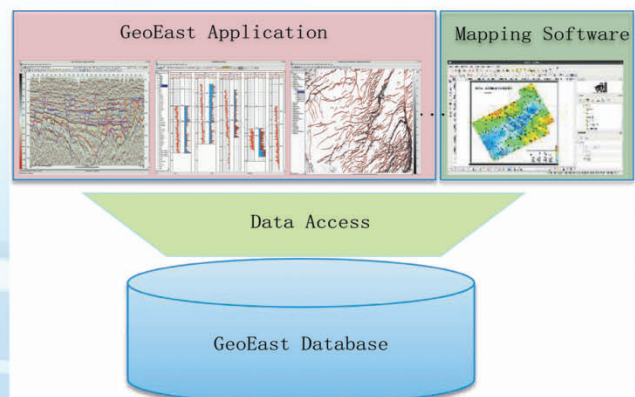 GeoEast Application
Mapping Software
Data Access
GeoEast Database